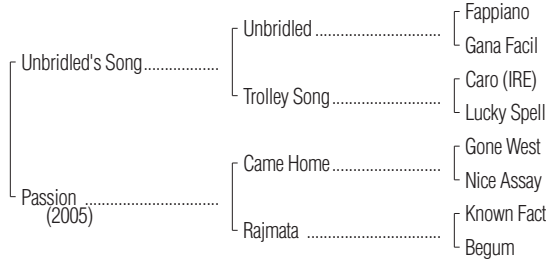 Fappiano
Unbridled
Gana Facil
Unbridled's Song..................
Caro (IRE)
Trolley Song..........................
Lucky Spell
Gone West
Came Home..........................
Nice Assay
Passion ................................
(2005)
Known Fact
Rajmata ................................
Begum